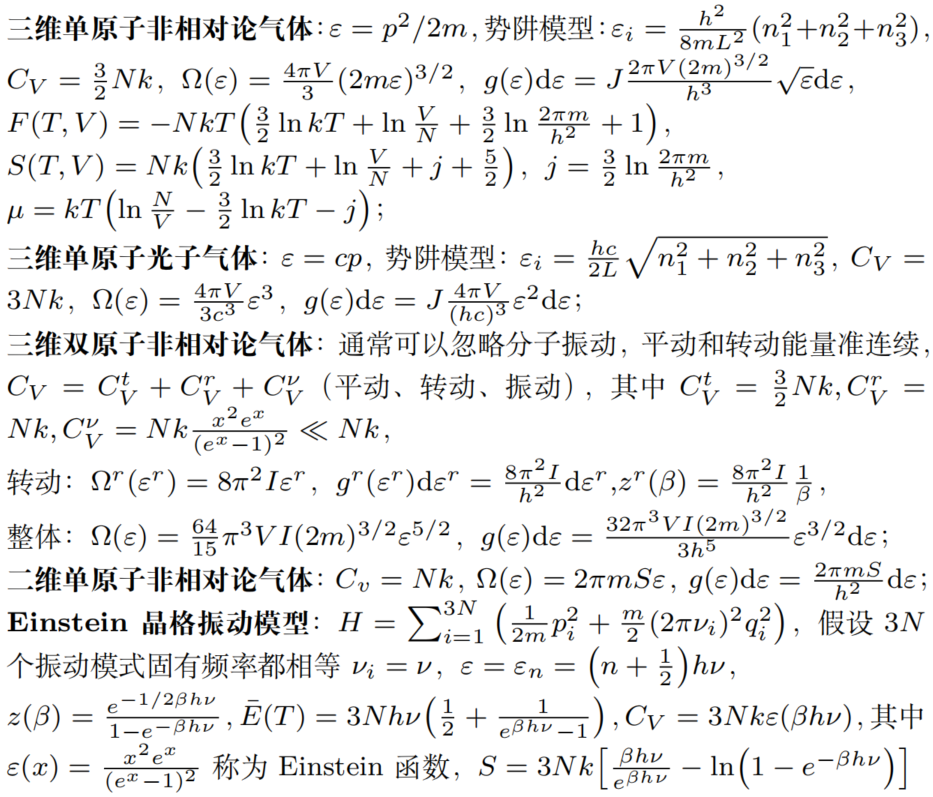 三维单原子非相对论气体: $\varepsilon = p^2/2m$, 势阱模型: $\varepsilon_i = \frac{h^2}{8mL^2}(n_1^2+n_2^2+n_3^2)$,
$C_V = \frac{3}{2}Nk$, $\Omega(\varepsilon) = \frac{4\pi V}{3}(2m\varepsilon)^{3/2}$, $g(\varepsilon)\mathrm{d}\varepsilon = J\frac{2\pi V(2m)^{3/2}}{h^3}\sqrt{\varepsilon}\mathrm{d}\varepsilon$,
$F(T,V) = -NkT\left(\frac{3}{2}\ln kT + \ln\frac{V}{N} + \frac{3}{2}\ln\frac{2\pi m}{h^2} + 1\right)$,
$S(T,V) = Nk\left(\frac{3}{2}\ln kT + \ln\frac{V}{N} + j + \frac{5}{2}\right)$, $j = \frac{3}{2}\ln\frac{2\pi m}{h^2}$,
$\mu = kT\left(\ln\frac{N}{V} - \frac{3}{2}\ln kT - j\right)$;
三维单原子光子气体: $\varepsilon = cp$, 势阱模型: $\varepsilon_i = \frac{hc}{2L}\sqrt{n_1^2+n_2^2+n_3^2}$, $C_V =$
$3Nk$, $\Omega(\varepsilon) = \frac{4\pi V}{3c^3}\varepsilon^3$, $g(\varepsilon)\mathrm{d}\varepsilon = J\frac{4\pi V}{(hc)^3}\varepsilon^2\mathrm{d}\varepsilon$;
三维双原子非相对论气体: 通常可以忽略分子振动, 平动和转动能量准连续,
$C_V = C_V^t + C_V^r + C_V^\nu$ (平动、转动、振动), 其中 $C_V^t = \frac{3}{2}Nk, C_V^r =$
$Nk, C_V^\nu = Nk\frac{x^2e^x}{(e^x-1)^2} \ll Nk$,
转动: $\Omega^r(\varepsilon^r) = 8\pi^2I\varepsilon^r$, $g^r(\varepsilon^r)\mathrm{d}\varepsilon^r = \frac{8\pi^2I}{h^2}\mathrm{d}\varepsilon^r$,$z^r(\beta) = \frac{8\pi^2I}{h^2}\frac{1}{\beta}$,
整体: $\Omega(\varepsilon) = \frac{64}{15}\pi^3VI(2m)^{3/2}\varepsilon^{5/2}$, $g(\varepsilon)\mathrm{d}\varepsilon = \frac{32\pi^3VI(2m)^{3/2}}{3h^5}\varepsilon^{3/2}\mathrm{d}\varepsilon$;
二维单原子非相对论气体: $C_v = Nk$, $\Omega(\varepsilon) = 2\pi mS\varepsilon$, $g(\varepsilon)\mathrm{d}\varepsilon = \frac{2\pi mS}{h^2}\mathrm{d}\varepsilon$;
Einstein 晶格振动模型: $H = \sum_{i=1}^{3N}\left(\frac{1}{2m}p_i^2 + \frac{m}{2}(2\pi\nu_i)^2q_i^2\right)$, 假设 $3N$
个振动模式固有频率都相等 $\nu_i = \nu$, $\varepsilon = \varepsilon_n = \left(n + \frac{1}{2}\right)h\nu$,
$z(\beta) = \frac{e^{-1/2\beta h\nu}}{1-e^{-\beta h\nu}}, \bar{E}(T) = 3Nh\nu\left(\frac{1}{2} + \frac{1}{e^{\beta h\nu}-1}\right), C_V = 3Nk\varepsilon(\beta h\nu)$, 其中
$\varepsilon(x) = \frac{x^2e^x}{(e^x-1)^2}$ 称为 Einstein 函数, $S = 3Nk\left[\frac{\beta h\nu}{e^{\beta h\nu}} - \ln\left(1 - e^{-\beta h\nu}\right)\right]$